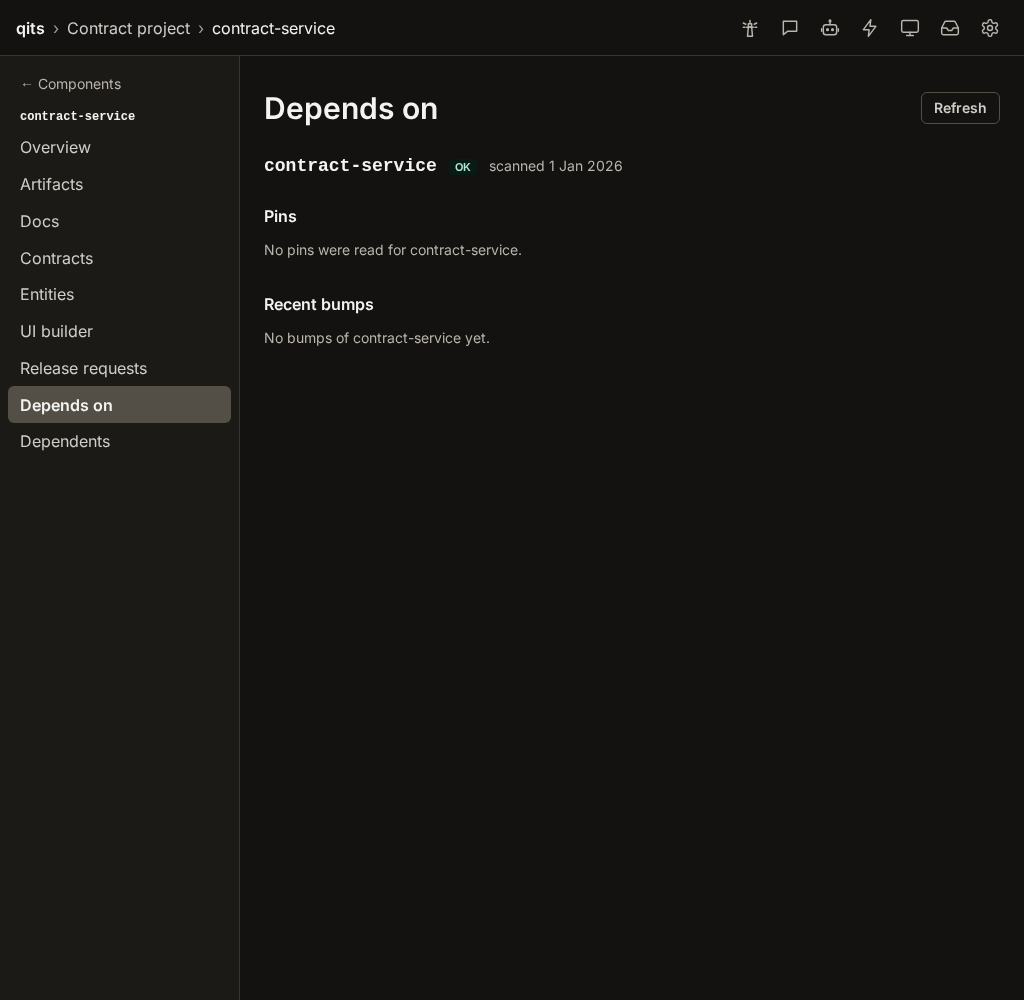 qits › Contract project › contract-service
← Components
contract-service
Overview
Artifacts
Docs
Contracts
Entities
UI builder
Release requests
Depends on
Dependents
Depends on
Refresh
contract-service OK scanned 1 Jan 2026
Pins
No pins were read for contract-service.
Recent bumps
No bumps of contract-service yet.